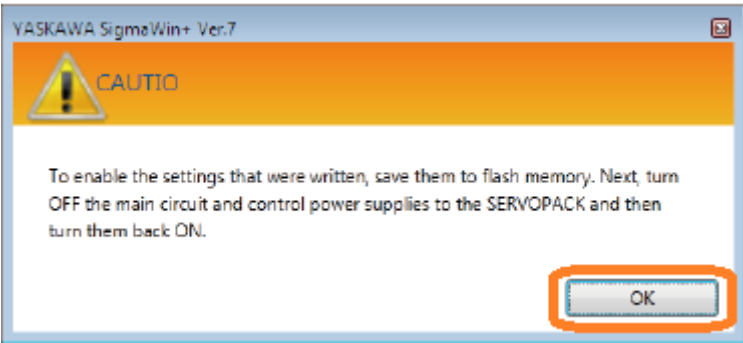 YASKAWA SigmaWin+ Ver.7
CAUTIO
To enable the settings that were written, save them to flash memory. Next, turn
OFF the main circuit and control power supplies to the SERVOPACK and then
turn them back ON.
OK